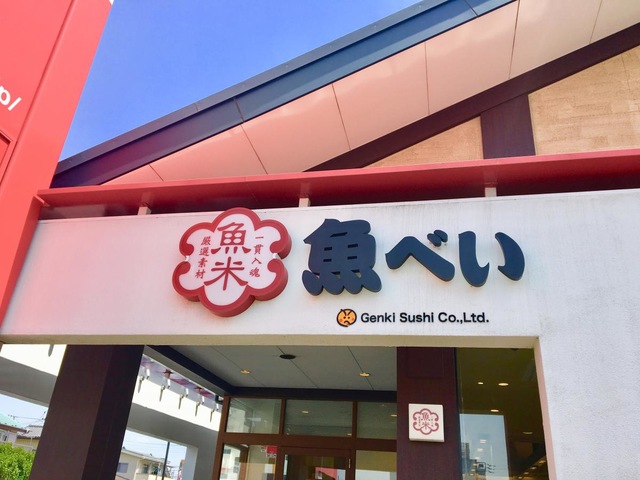 p/
魚米
一貫入魂
厳選素材
魚べい
Genki Sushi Co.,Ltd.
魚米